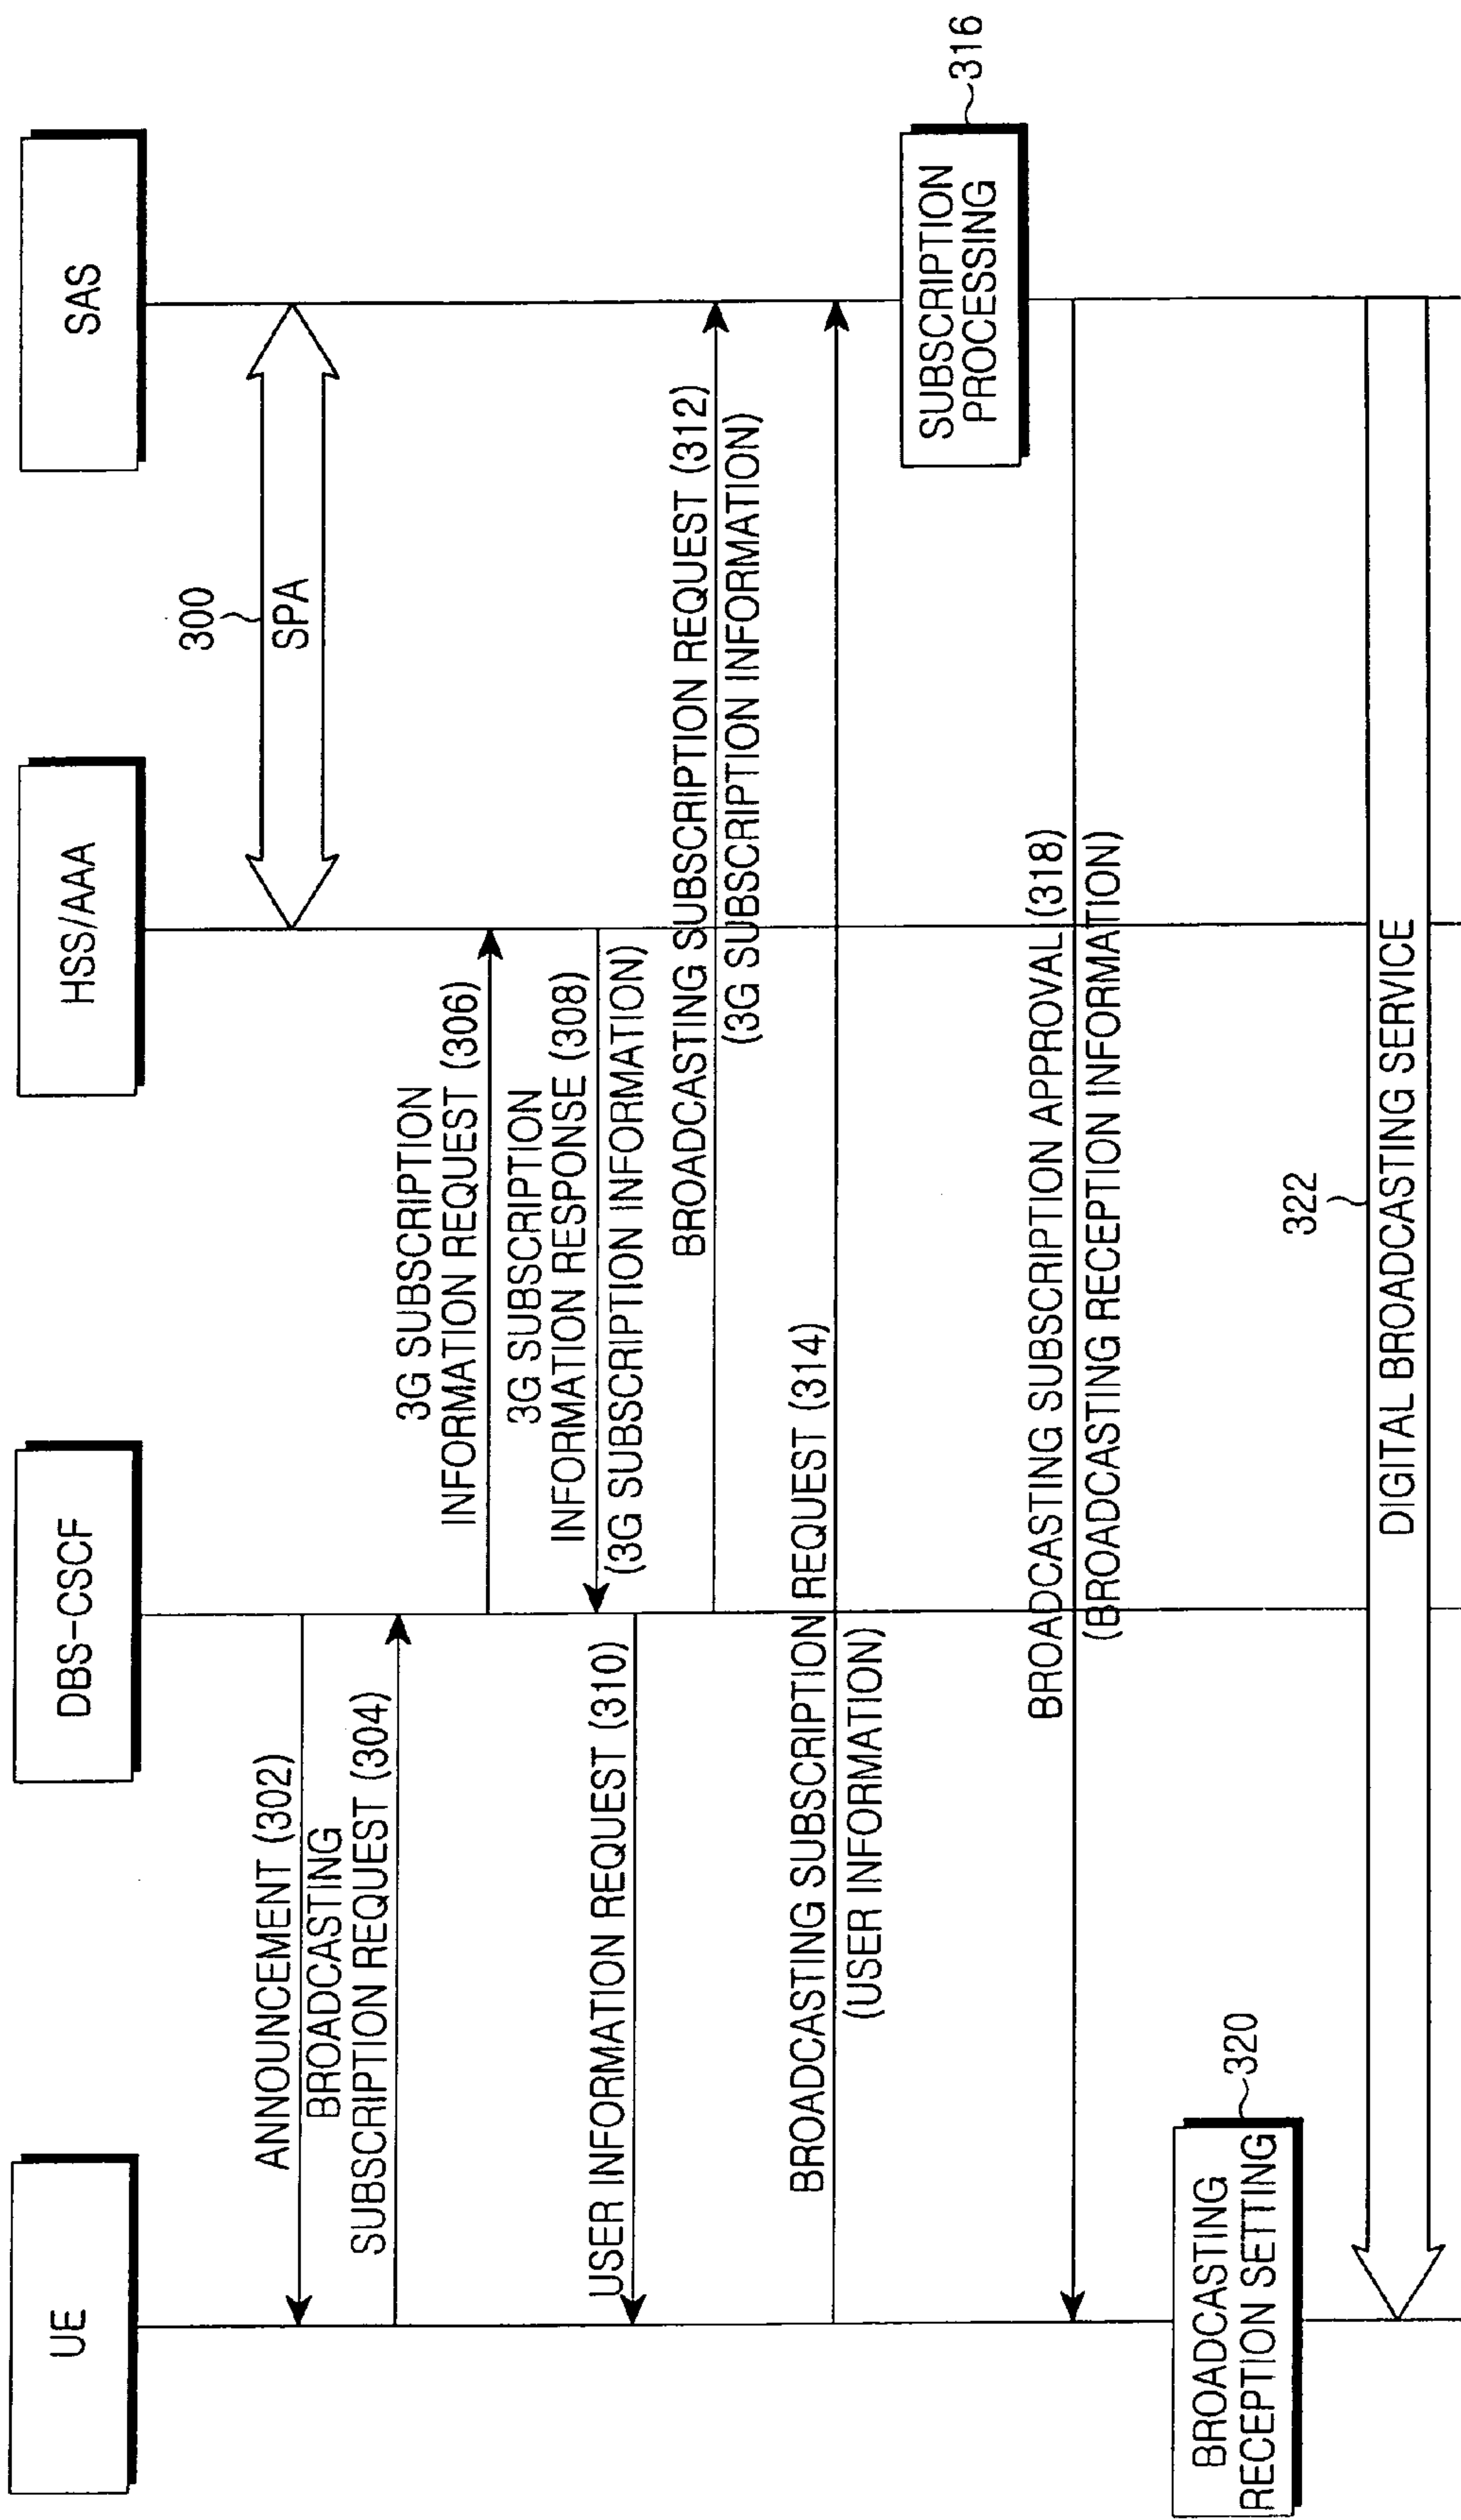 UE
DBS-CSCF
HSS/AAA
SAS
300
SPA
ANNOUNCEMENT (302)
BROADCASTING
SUBSCRIPTION REQUEST (304)
3G SUBSCRIPTION
INFORMATION REQUEST (306)
3G SUBSCRIPTION
INFORMATION RESPONSE (308)
(3G SUBSCRIPTION INFORMATION)
USER INFORMATION REQUEST (310)
BROADCASTING SUBSCRIPTION REQUEST (312)
(3G SUBSCRIPTION INFORMATION)
BROADCASTING SUBSCRIPTION REQUEST (314)
(USER INFORMATION)
SUBSCRIPTION
PROCESSING
316
BROADCASTING SUBSCRIPTION APPROVAL (318)
(BROADCASTING RECEPTION INFORMATION)
BROADCASTING
RECEPTION SETTING
320
322
DIGITAL BROADCASTING SERVICE